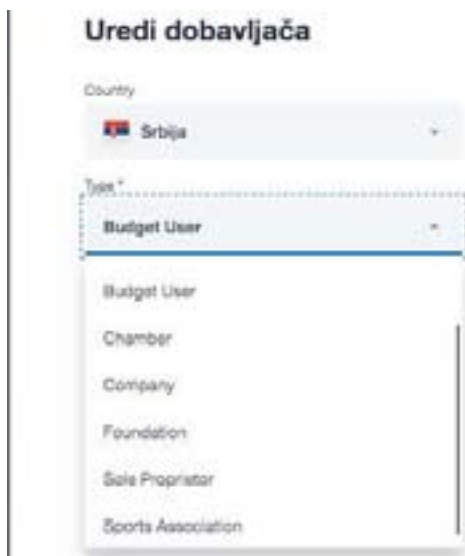 Uredi dobavljača
Country
Srbija
Type *
Budget User
Budget User
Chamber
Company
Foundation
Sole Proprietor
Sports Association